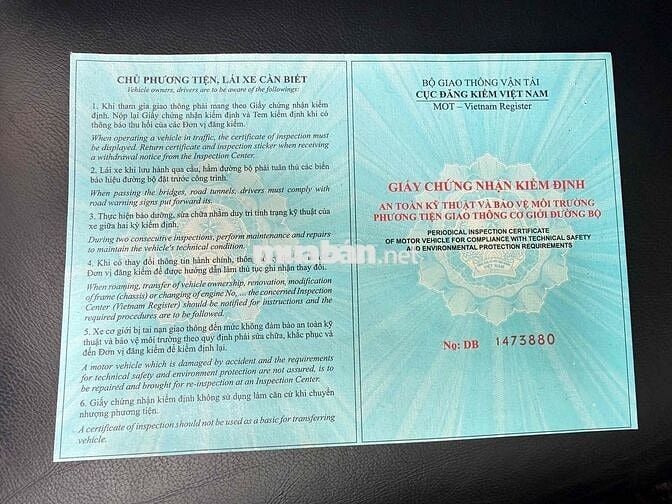 CHỦ PHƯƠNG TIỆN, LÁI XE CẦN BIẾT
Vehicle owners, drivers are to be aware of the followings:
1. Khi tham gia giao thông phải mang theo Giấy chứng nhận kiểm
định. Nộp lại Giấy chứng nhận kiểm định và Tem kiểm định khi có
thông báo thu hồi của các Đơn vị đăng kiểm.
When operating a vehicle in traffic, the certificate of inspection must
be displayed. Return certificate and inspection sticker when receiving
a withdrawal notice from the Inspection Center.
2. Lái xe khi lưu hành qua cầu, hầm đường bộ phải tuân thủ các biển
báo hiệu đường bộ đặt trước công trình.
When passing the bridges, road tunnels, drivers must comply with
road warning signs put forward its.
3. Thực hiện bảo dưỡng, sửa chữa nhằm duy trì tình trạng kỹ thuật của
xe giữa hai kỳ kiểm định.
During two consecutive inspections, perform maintenance and repairs
to maintain the vehicle's technical condition.
4. Khi có thay đổi thông tin hành chính, thông
Đơn vị đăng kiểm để được hướng dẫn làm thủ tục ghi nhận thay đổi.
When roaming, transfer of vehicle ownership, renovation, modification
of frame (chassis) or changing of engine No, ... the concerned Inspection
Center (Vietnam Register) should be notified for instructions and the
required procedures are to be followed.
5. Xe cơ giới bị tai nạn giao thông đến mức không đảm bảo an toàn kỹ
thuật và bảo vệ môi trường theo quy định phải sửa chữa, khắc phục và
đến Đơn vị đăng kiểm để kiểm định lại.
A motor vehicle which is damaged by accident and the requirements
for technical safety and environment protection are not assured, is to
be repaired and brought for re-inspection at an Inspection Center.
6. Giấy chứng nhận kiểm định không sử dụng làm căn cứ khi chuyển
nhượng phương tiện.
A certificate of inspection should not be used as a basic for transferring
vehicle.
BỘ GIAO THÔNG VẬN TẢI
CỤC ĐĂNG KIỂM VIỆT NAM
MOT – Vietnam Register
GIẤY CHỨNG NHẬN KIỂM ĐỊNH
AN TOÀN KỸ THUẬT VÀ BẢO VỆ MÔI TRƯỜNG
PHƯƠNG TIỆN GIAO THÔNG CƠ GIỚI ĐƯỜNG BỘ
PERIODICAL INSPECTION CERTIFICATE
OF MOTOR VEHICLE FOR COMPLIANCE WITH TECHNICAL SAFETY
AND ENVIRONMENTAL PROTECTION REQUIREMENTS
VIỆT NAM
No: DB 1473880
muaban.net